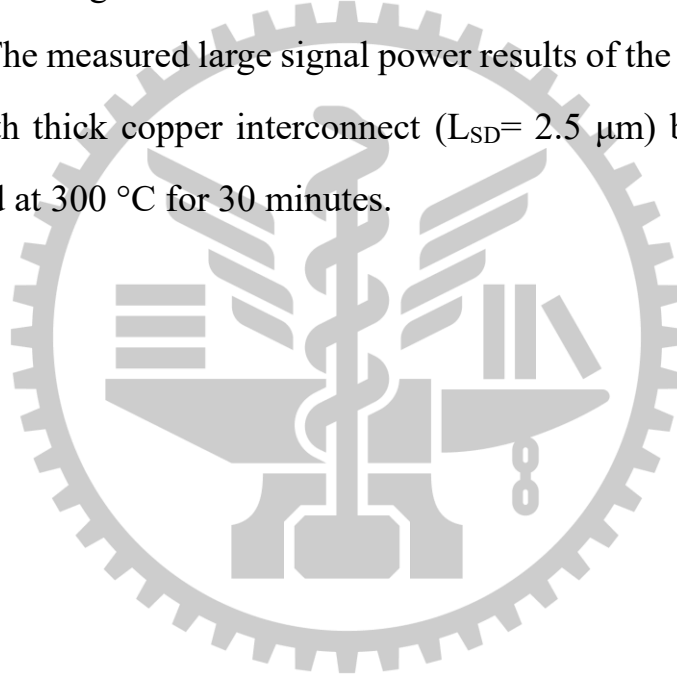 The measured large signal power results of the
th thick copper interconnect (L_SD= 2.5 μm) b
d at 300 °C for 30 minutes.